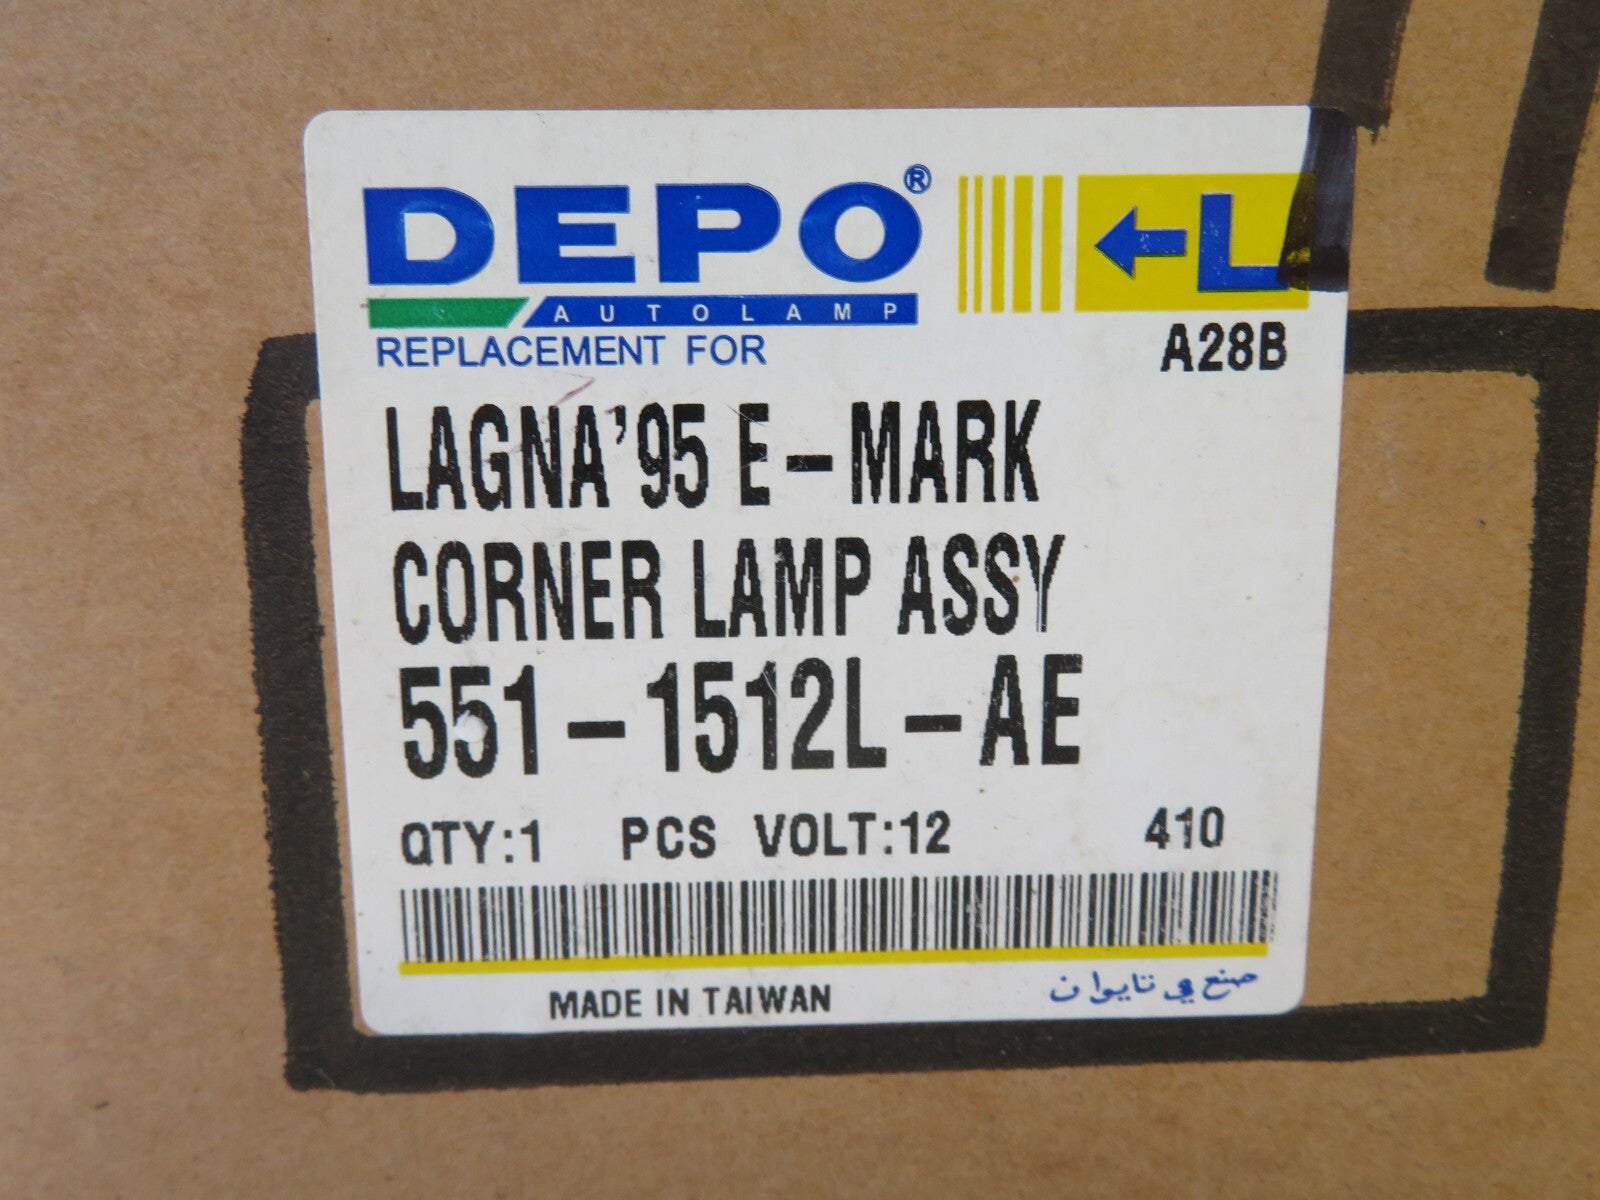 DEPO®
←L
AUTOLAMP
REPLACEMENT FOR
A28B
LAGNA'95 E-MARK
CORNER LAMP ASSY
551-1512L-AE
QTY:1 PCS VOLT:12 410
MADE IN TAIWAN
صنع في تايوان